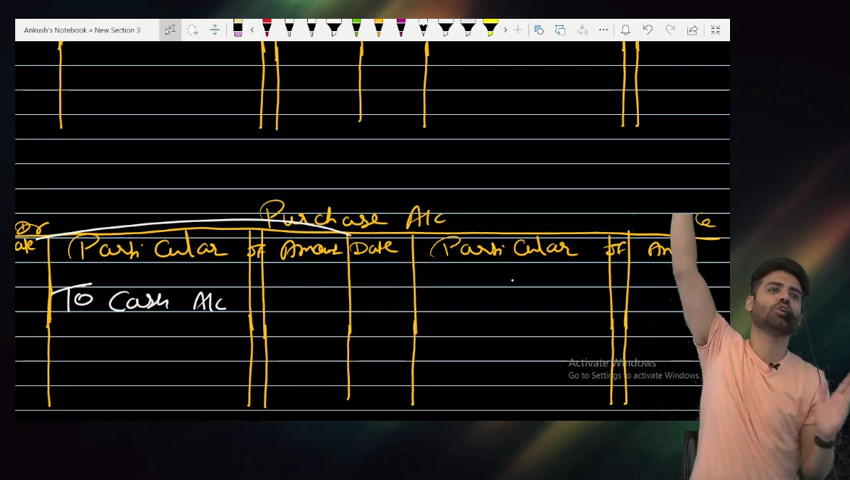 Ankush's Notebook » New Section 3
Purchase A/c
Dr
Particular JF Amount Date Particular JF Am
To Cash A/c
Activate Windows
Go to Settings to activate Windows.